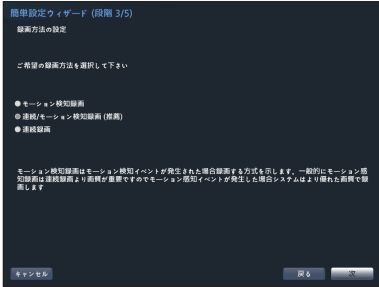 簡単設定ウィザード (段階 3/5)
録画方法の設定
ご希望の録画方法を選択して下さい
モーション検知録画
連続/モーション検知録画 (推薦)
連続録画
モーション検知録画はモーション検知イベントが発生された場合録画する方式を示します。一般的にモーション感
知録画は連続録画より画質が重要ですのでモーション感知イベントが発生した場合システムはより優れた画質で録
画します
キャンセル
戻る
次